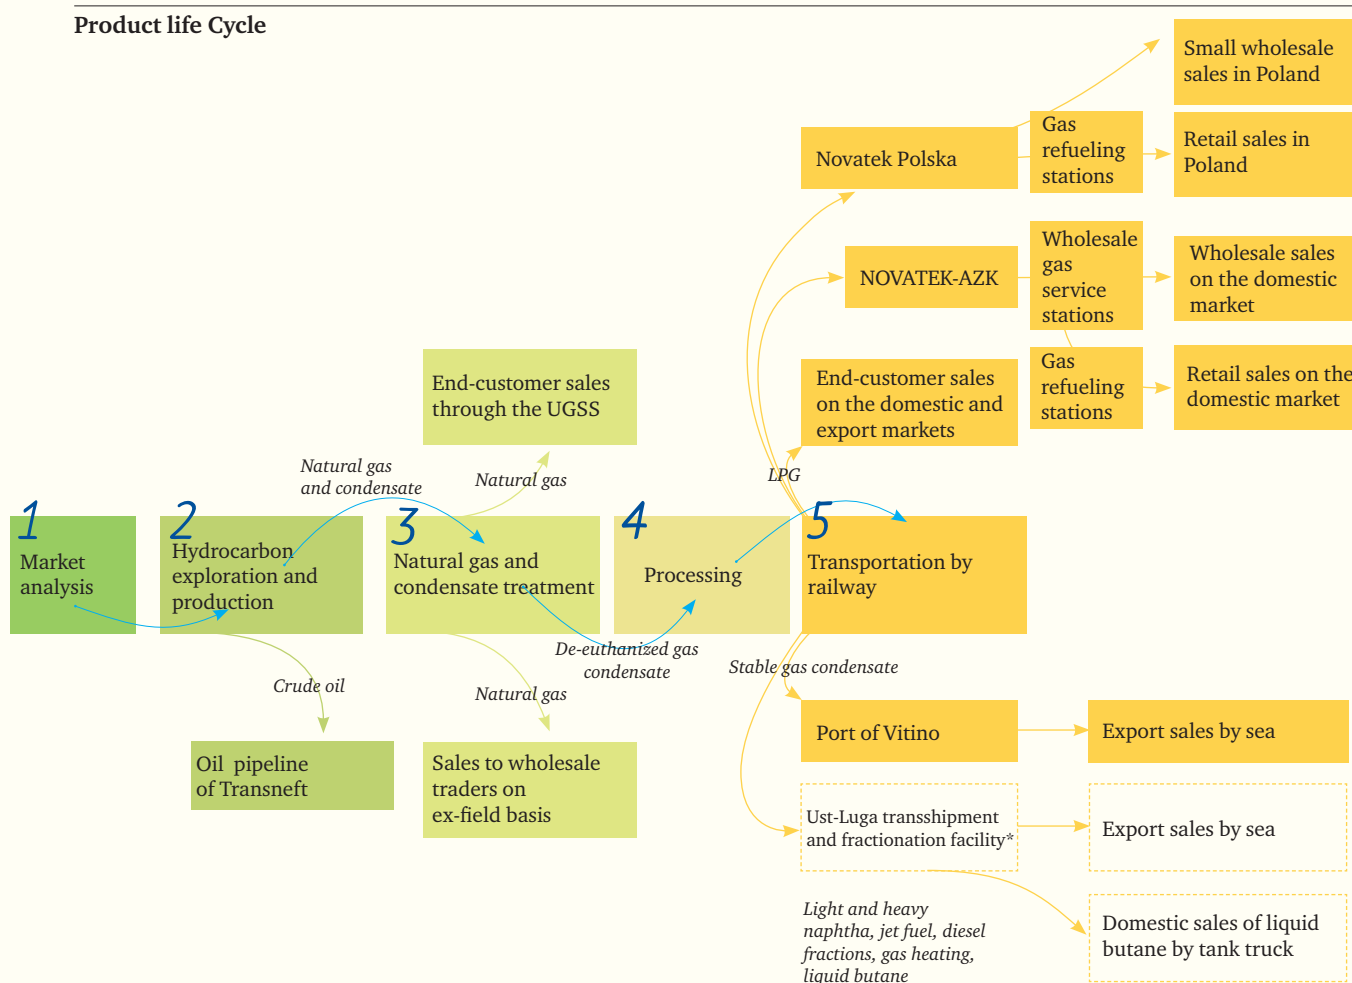 Product life Cycle
Small wholesale
sales in Poland
Novatek Polska
Gas
refueling
stations
Retail sales in
Poland
NOVATEK-AZK
Wholesale
gas
service
stations
Wholesale sales
on the domestic
market
End-customer sales
on the domestic and
export markets
Gas
refueling
stations
Retail sales on the
domestic market
End-customer sales
through the UGSS
Natural gas
and condensate
Natural gas
LPG
1
Market
analysis
2
Hydrocarbon
exploration and
production
3
Natural gas and
condensate treatment
4
Processing
5
Transportation by
railway
Crude oil
Natural gas
De-euthanized gas
condensate
Stable gas condensate
Oil pipeline
of Transneft
Sales to wholesale
traders on
ex-field basis
Port of Vitino
Export sales by sea
Ust-Luga transshipment
and fractionation facility*
Export sales by sea
Light and heavy
naphtha, jet fuel, diesel
fractions, gas heating,
liquid butane
Domestic sales of liquid
butane by tank truck